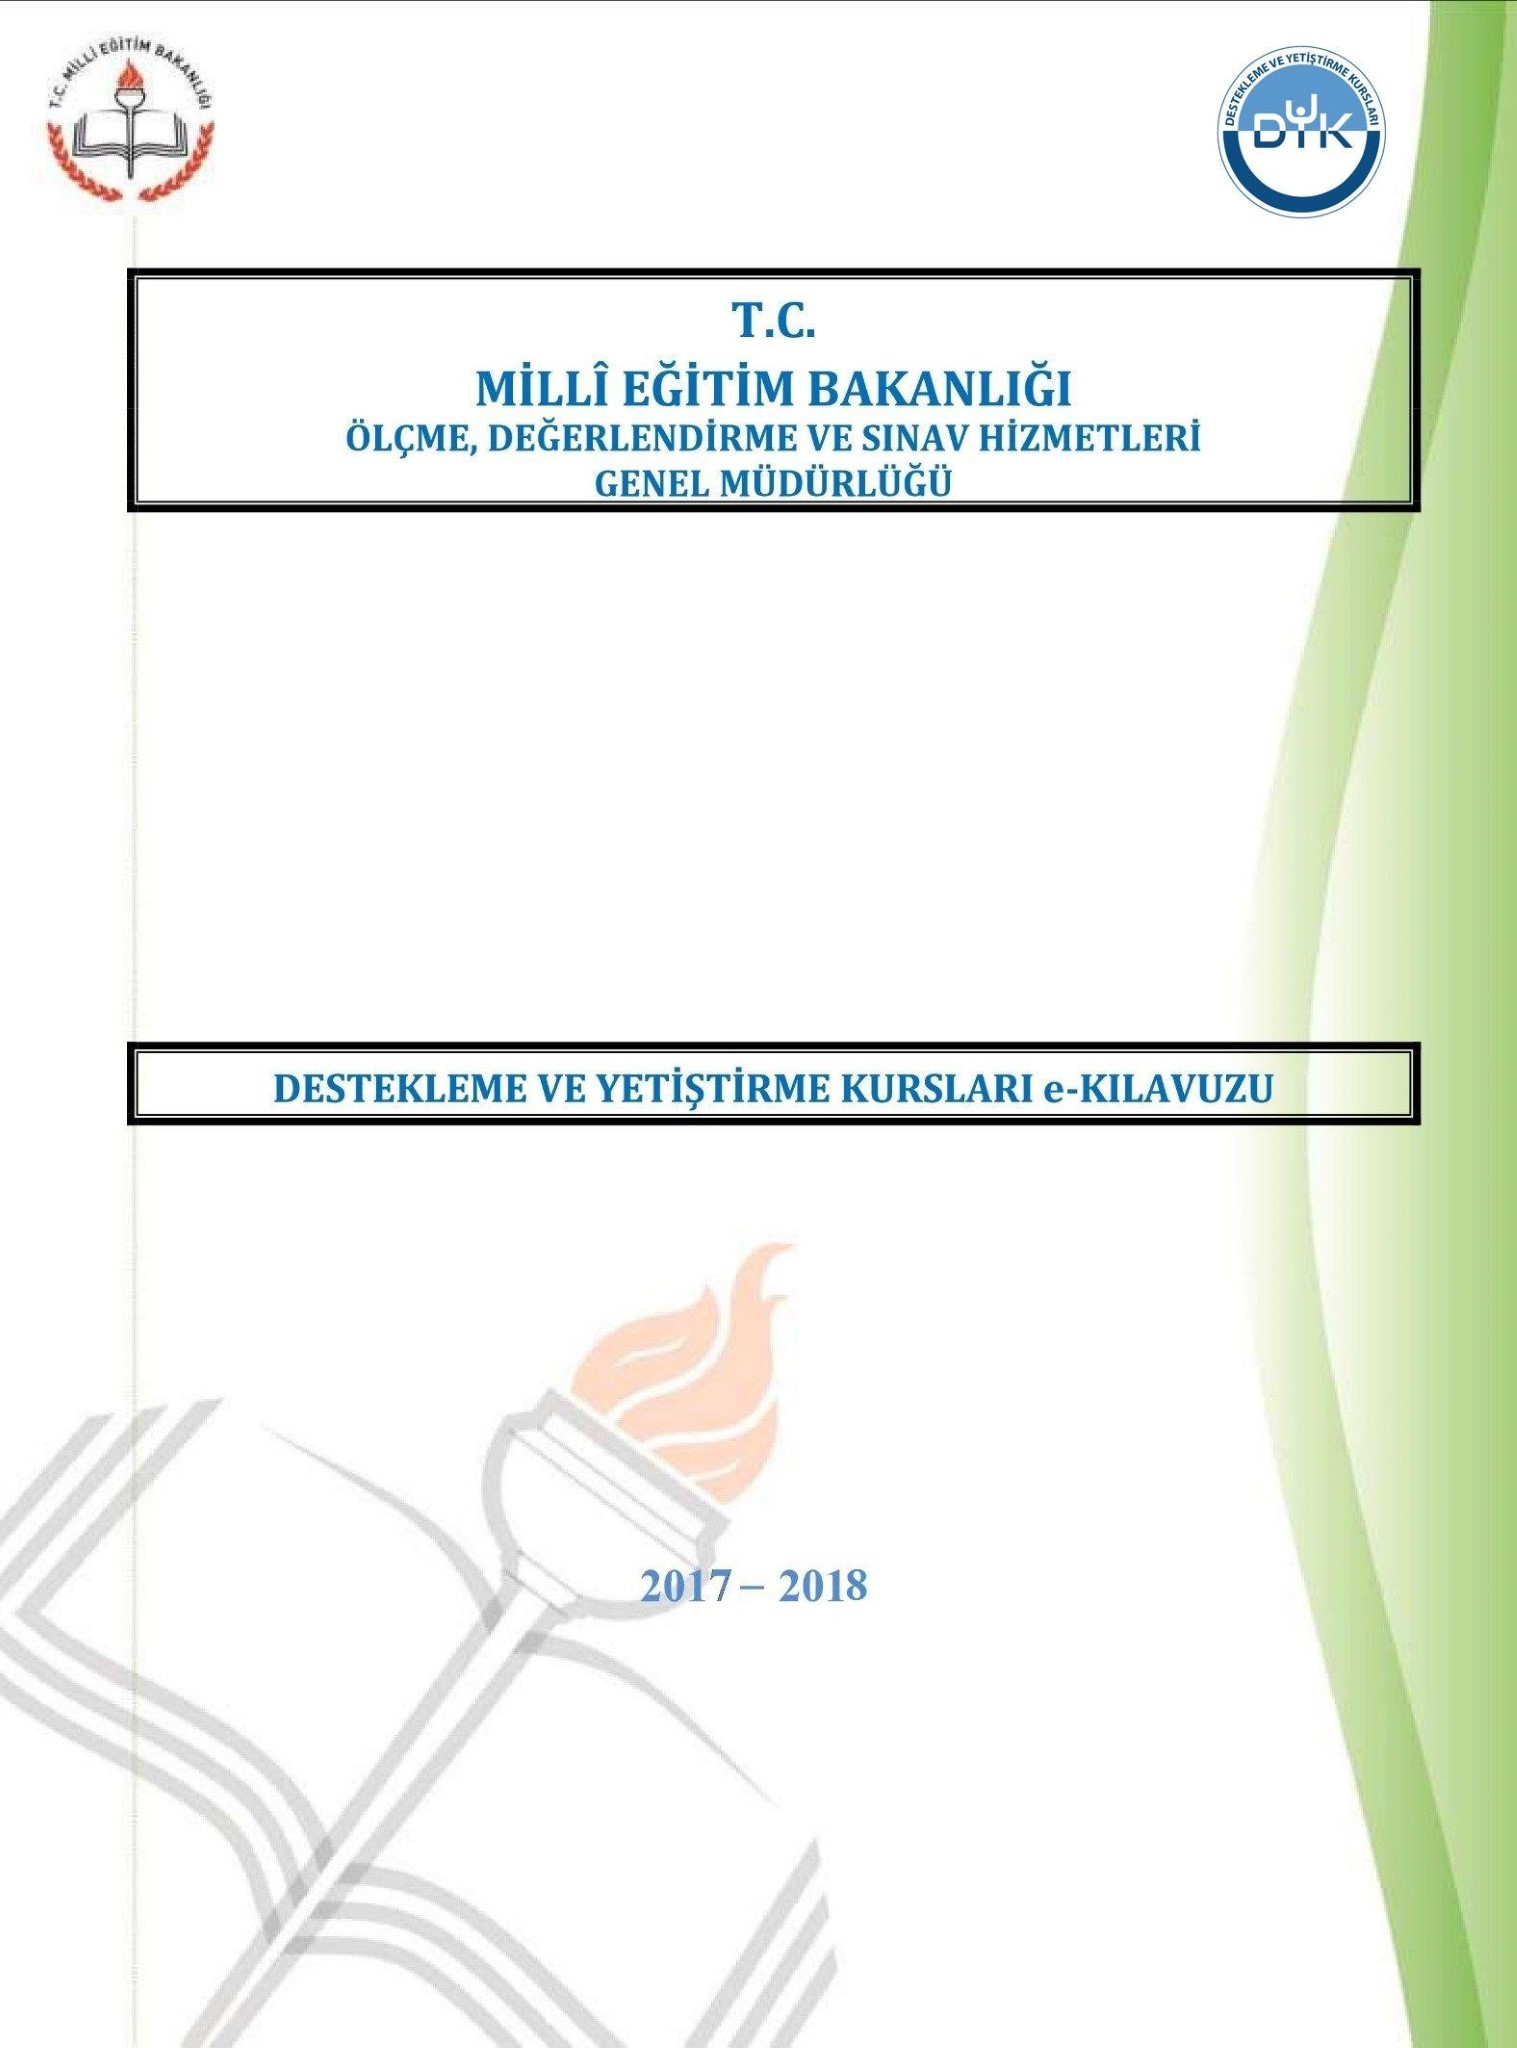 T.C. MİLLİ EĞİTİM BAKANLIĞI
DESTEKLEME VE YETİŞTİRME KURSLARI
DYK
T.C.
MİLLÎ EĞİTİM BAKANLIĞI
ÖLÇME, DEĞERLENDİRME VE SINAV HİZMETLERİ
GENEL MÜDÜRLÜĞÜ
DESTEKLEME VE YETİŞTİRME KURSLARI e-KILAVUZU
2017 – 2018